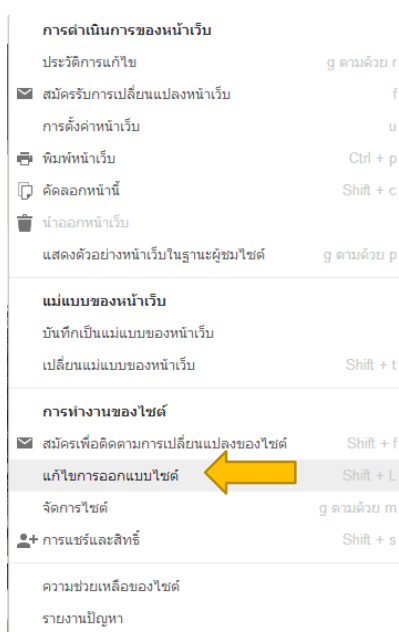 การดำเนินการของหน้าเว็บ
ประวัติการแก้ไข g ตามด้วย r
สมัครรับการเปลี่ยนแปลงหน้าเว็บ f
การตั้งค่าหน้าเว็บ u
พิมพ์หน้าเว็บ Ctrl + p
คัดลอกหน้านี้ Shift + c
นำออกหน้าเว็บ
แสดงตัวอย่างหน้าเว็บในฐานะผู้ชมไซต์ g ตามด้วย p
แม่แบบของหน้าเว็บ
บันทึกเป็นแม่แบบของหน้าเว็บ
เปลี่ยนแม่แบบของหน้าเว็บ Shift + t
การทำงานของไซต์
สมัครเพื่อติดตามการเปลี่ยนแปลงของไซต์ Shift + f
แก้ไขการออกแบบไซต์ Shift + L
จัดการไซต์ g ตามด้วย m
การแชร์และสิทธิ์ Shift + s
ความช่วยเหลือของไซต์
รายงานปัญหา